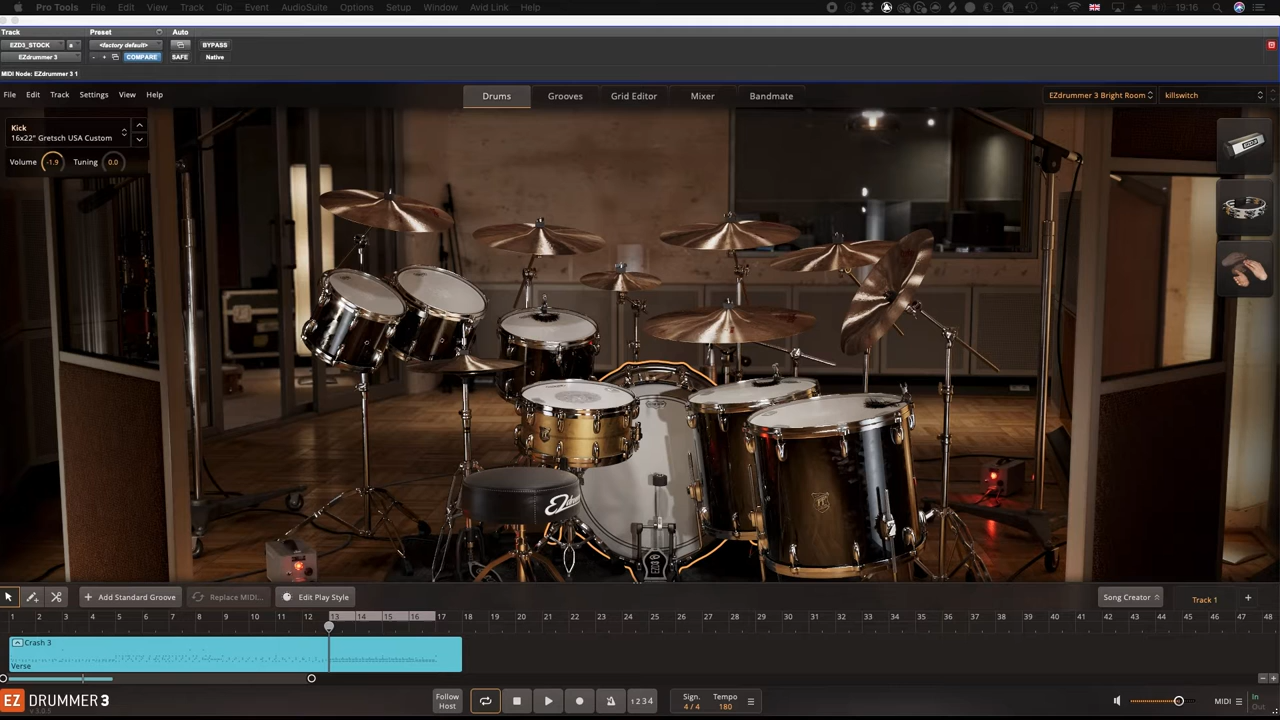 Pro Tools File Edit View Track Clip Event AudioSuite Options Setup Window Avid Link Help 19:16
Track Preset Auto
EZD3_STOCK a <factory default> BYPASS
EZdrummer 3 - + COMPARE SAFE Native
MIDI Node: EZdrummer 3 1
File Edit Track Settings View Help Drums Grooves Grid Editor Mixer Bandmate EZdrummer 3 Bright Room killswitch
Kick
16x22" Gretsch USA Custom
Volume -1.9 Tuning 0.0
EZdr
Add Standard Groove Replace MIDI... Edit Play Style Song Creator Track 1
1 2 3 4 5 6 7 8 9 10 11 12 13 14 15 16 17 18 19 20 21 22 23 24 25 26 27 28 29 30 31 32 33 34 35 36 37 38 39 40 41 42 43 44 45 46 47 48
Crash 3
Verse
EZ DRUMMER 3
v 3.0.5
Follow Host 1 2 3 4 Sign. 4 / 4 Tempo 180 MIDI In Out